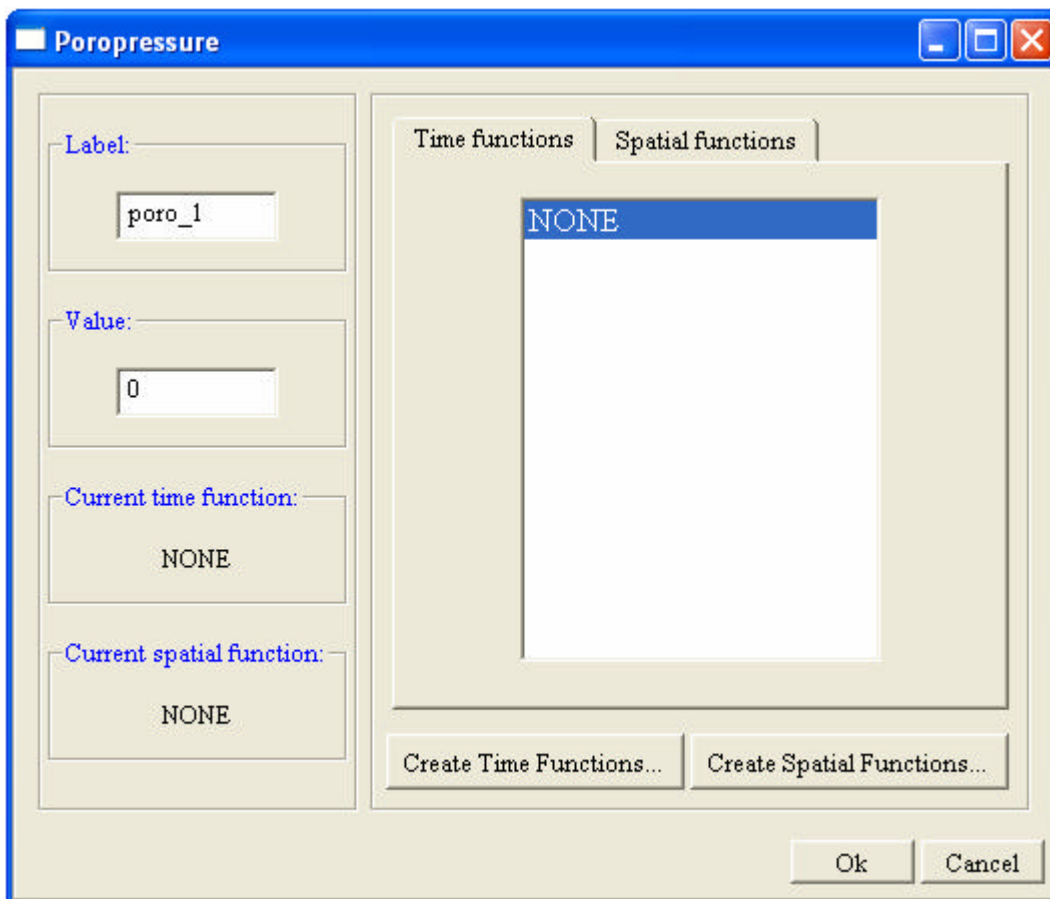 Poropressure
Label:
poro_1
Value:
0
Current time function:
NONE
Current spatial function:
NONE
Time functions
Spatial functions
NONE
Create Time Functions...
Create Spatial Functions...
Ok
Cancel